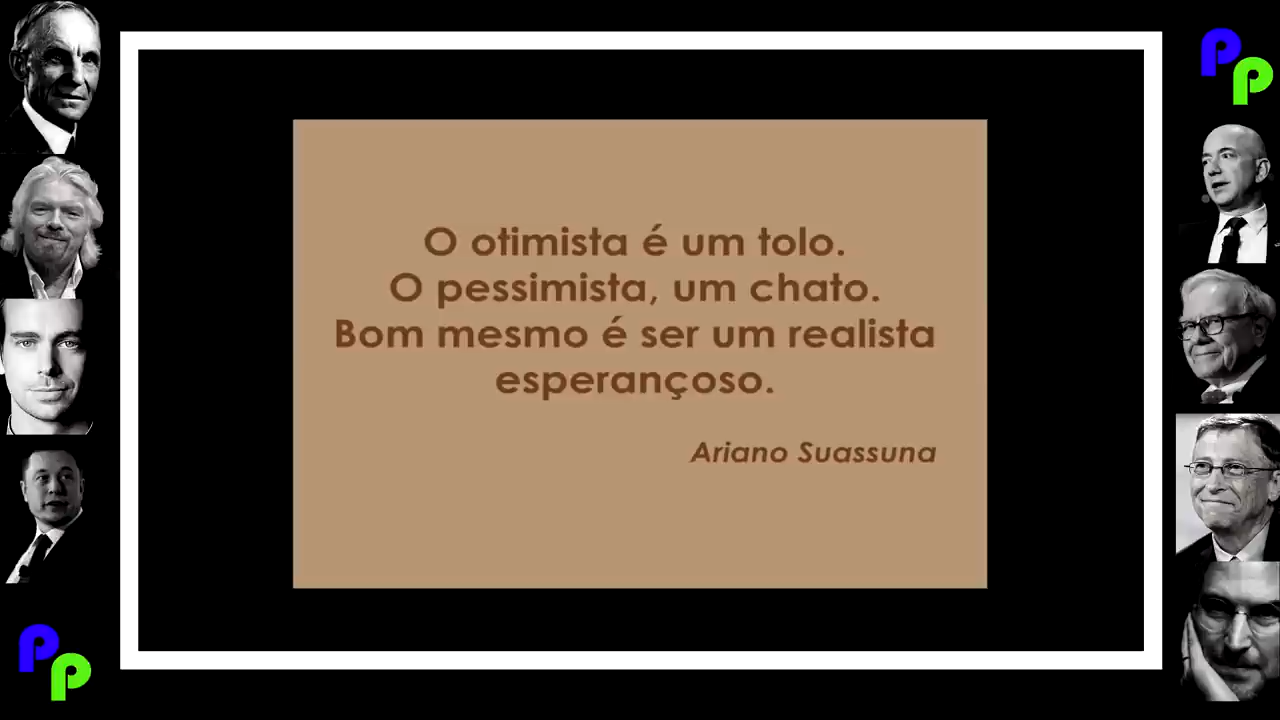 PP
O otimista é um tolo.
O pessimista, um chato.
Bom mesmo é ser um realista
esperançoso.
Ariano Suassuna
PP